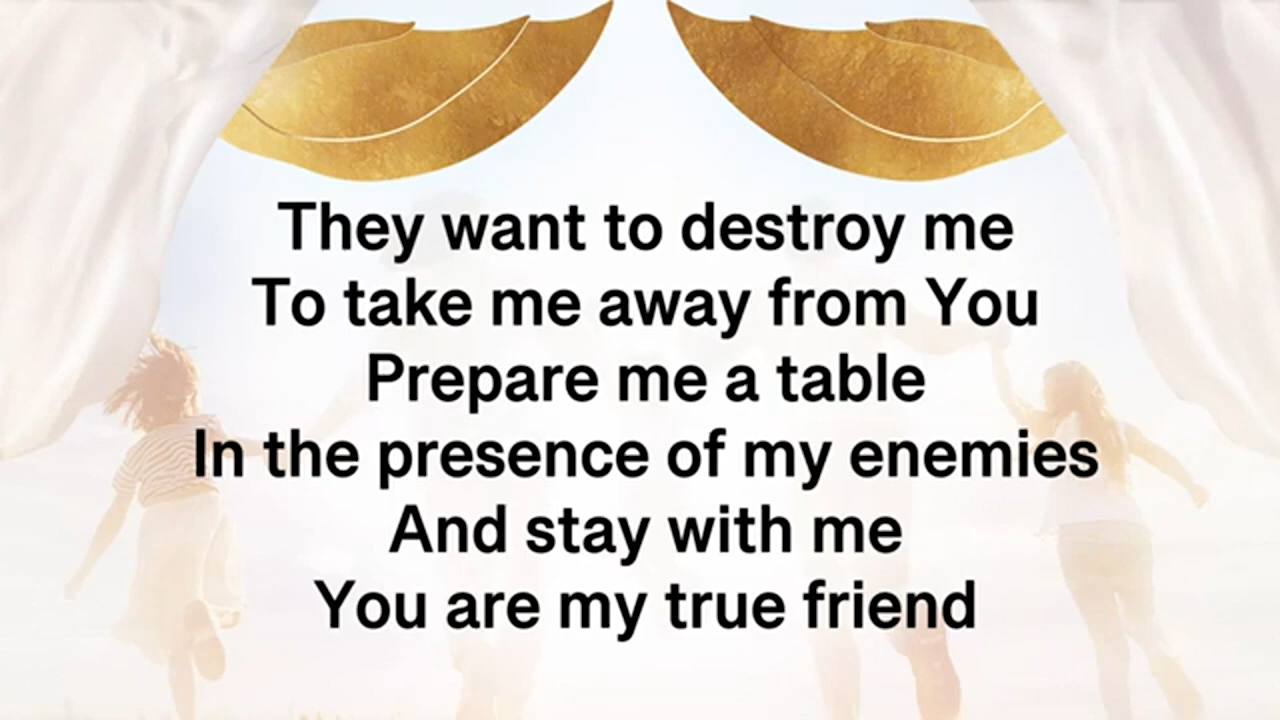 They want to destroy me
To take me away from You
Prepare me a table
In the presence of my enemies
And stay with me
You are my true friend